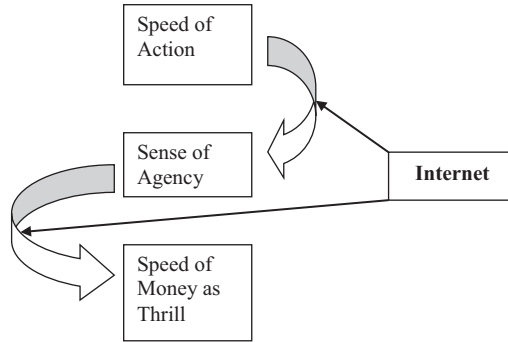 Speed of
Action
Sense of
Agency
Internet
Speed of
Money as
Thrill